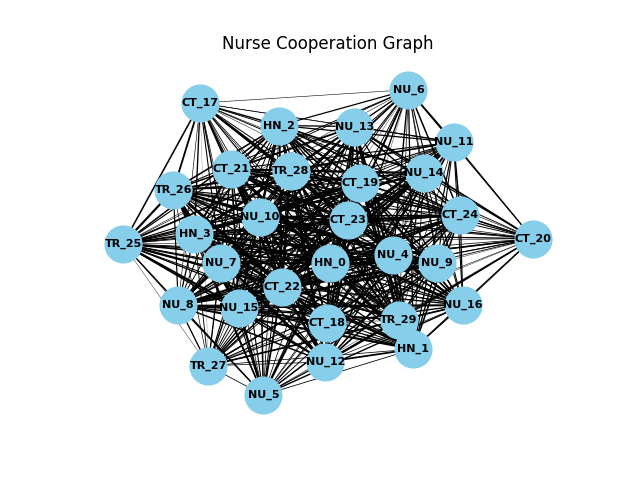 Nurse Cooperation Graph
NU_6
CT_17
HN_2
NU_13
NU_11
CT_21
TR_28
NU_14
CT_19
TR_26
NU_10
CT_24
CT_23
HN_3
CT_20
TR_25
NU_4
NU_7
HN_0
NU_9
CT_22
NU_8
NU_16
NU_15
TR_29
CT_18
HN_1
NU_12
TR_27
NU_5